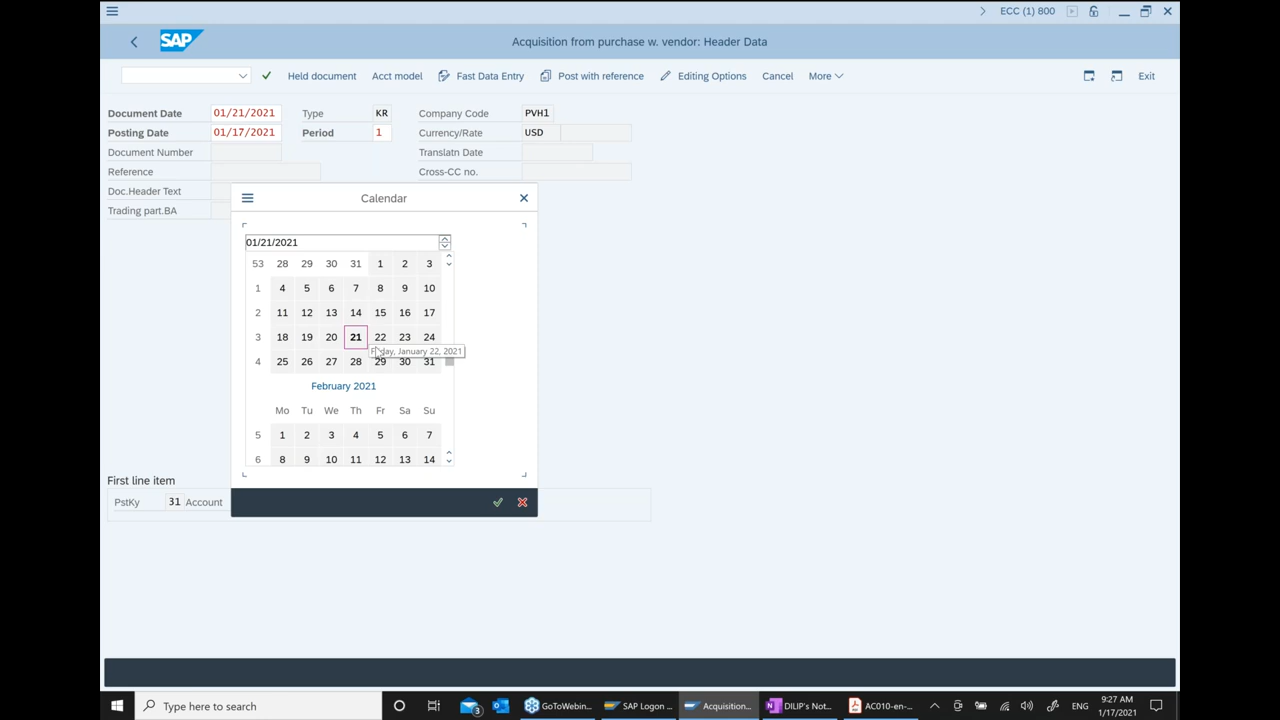 ECC (1) 800
SAP
Acquisition from purchase w. vendor: Header Data
Held document Acct model Fast Data Entry Post with reference Editing Options Cancel More Exit
Document Date 01/21/2021 Type KR Company Code PVH1
Posting Date 01/17/2021 Period 1 Currency/Rate USD
Document Number Translatn Date
Reference Cross-CC no.
Doc.Header Text
Trading part.BA
Calendar
01/21/2021
53 28 29 30 31 1 2 3
1 4 5 6 7 8 9 10
2 11 12 13 14 15 16 17
3 18 19 20 21 22 23 24
Friday, January 22, 2021
4 25 26 27 28 29 30 31
February 2021
Mo Tu We Th Fr Sa Su
5 1 2 3 4 5 6 7
6 8 9 10 11 12 13 14
First line item
PstKy 31 Account
Type here to search
3
GoToWebin...
SAP Logon ...
Acquisition...
DILIP's Not...
AC010-en-...
ENG
9:27 AM
1/17/2021